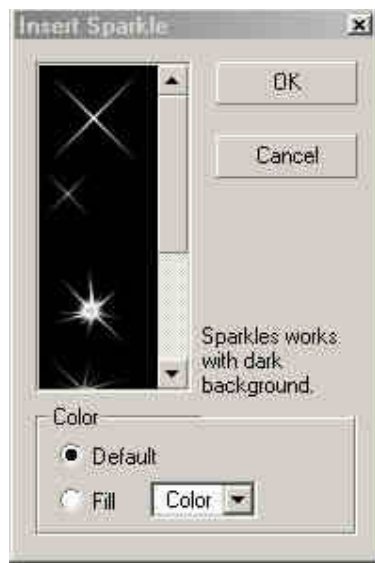 Insert Sparkle
OK
Cancel
Sparkles works
with dark
background.
Color
Default
Fill
Color